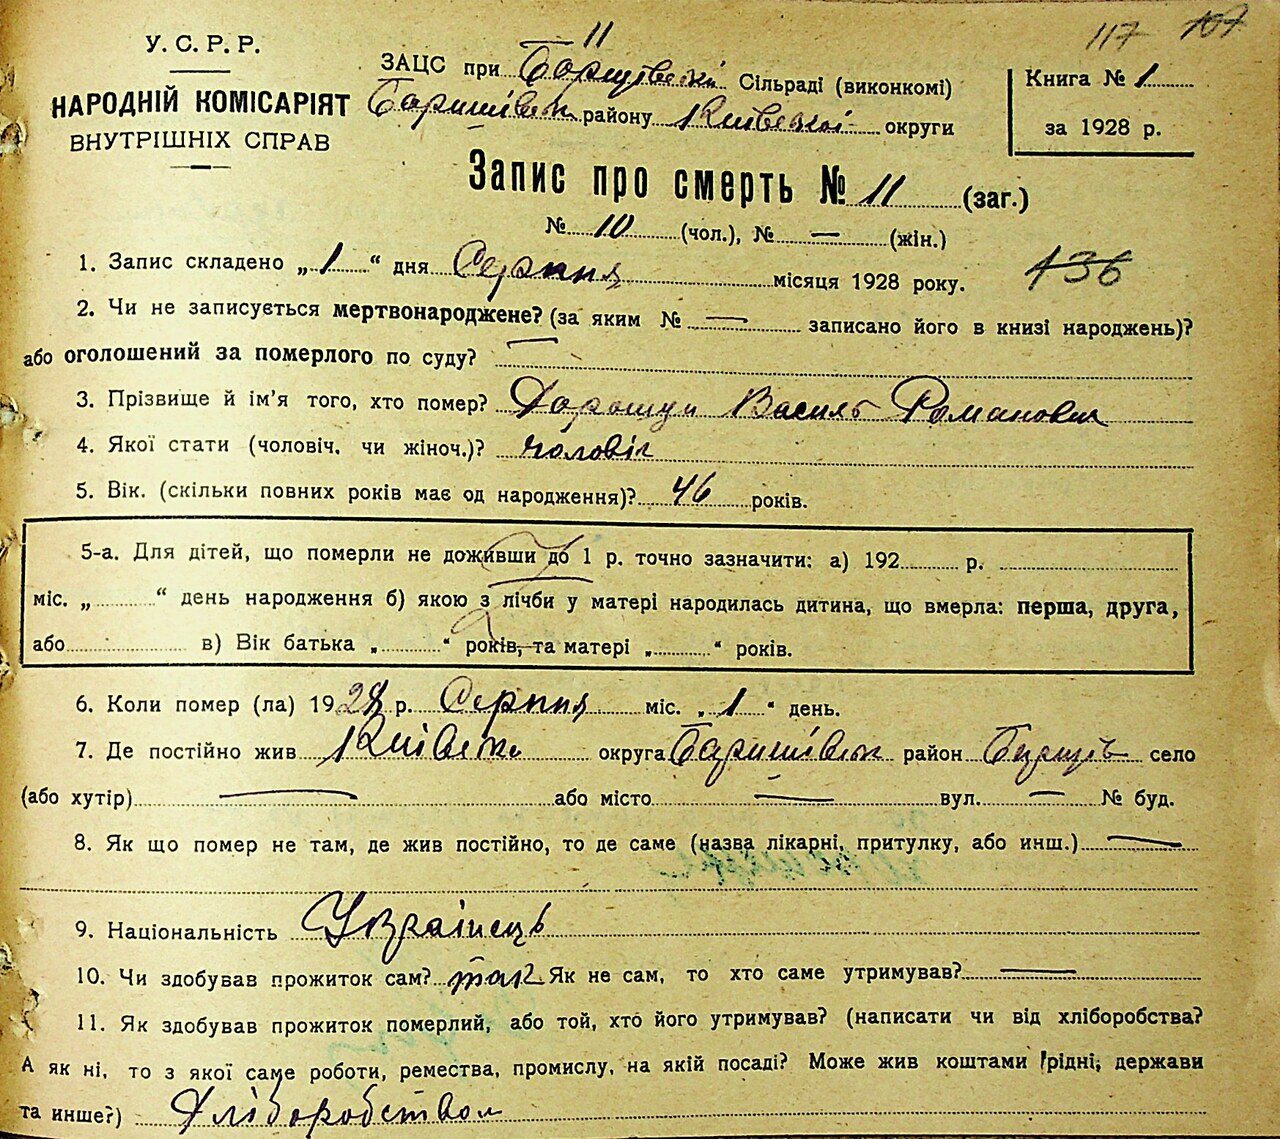 117 107
У. С. Р. Р.
НАРОДНІЙ КОМІСАРІЯТ
ВНУТРІШНІХ СПРАВ
11
ЗАЦС при Борщівській Сільраді (виконкомі)
Баришівськ району Київської округи
Книга № 1
за 1928 р.
Запис про смерть № 11 (заг.)
№ 10 (чол.), № — (жін.)
1. Запис складено „ 1 “ дня Серпня місяця 1928 року.
136
2. Чи не записується мертвонароджене? (за яким № — записано його в книзі народжень)?
або оголошений за померлого по суду? —
3. Прізвище й ім'я того, хто помер? Василь Романович
4. Якої стати (чоловіч. чи жіноч.)? чоловік
5. Вік. (скільки повних років має од народження)? 46 років.
5-а. Для дітей, що померли не доживши до 1 р. точно зазначити: а) 192 р.
міс. „ “ день народження б) якою з лічби у матері народилась дитина, що вмерла: перша, друга,
або в) Вік батька „ “ років, та матері „ “ років.
6. Коли помер (ла) 1928 р. Серпня міс. „ 1 “ день.
7. Де постійно жив Київськ округа Баришівськ район Борщів село
(або хутір) — або місто — вул. — № буд.
8. Як що помер не там, де жив постійно, то де саме (назва лікарні, притулку, або инш.) —
9. Національність Українець
10. Чи здобував прожиток сам? так Як не сам, то хто саме утримував? —
11. Як здобував прожиток померлий, або той, хто його утримував? (написати чи від хліборобства?
А як ні, то з якої саме роботи, ремества, промислу, на якій посаді? Може жив коштами рідні, держави
та инше?) Хліборобством